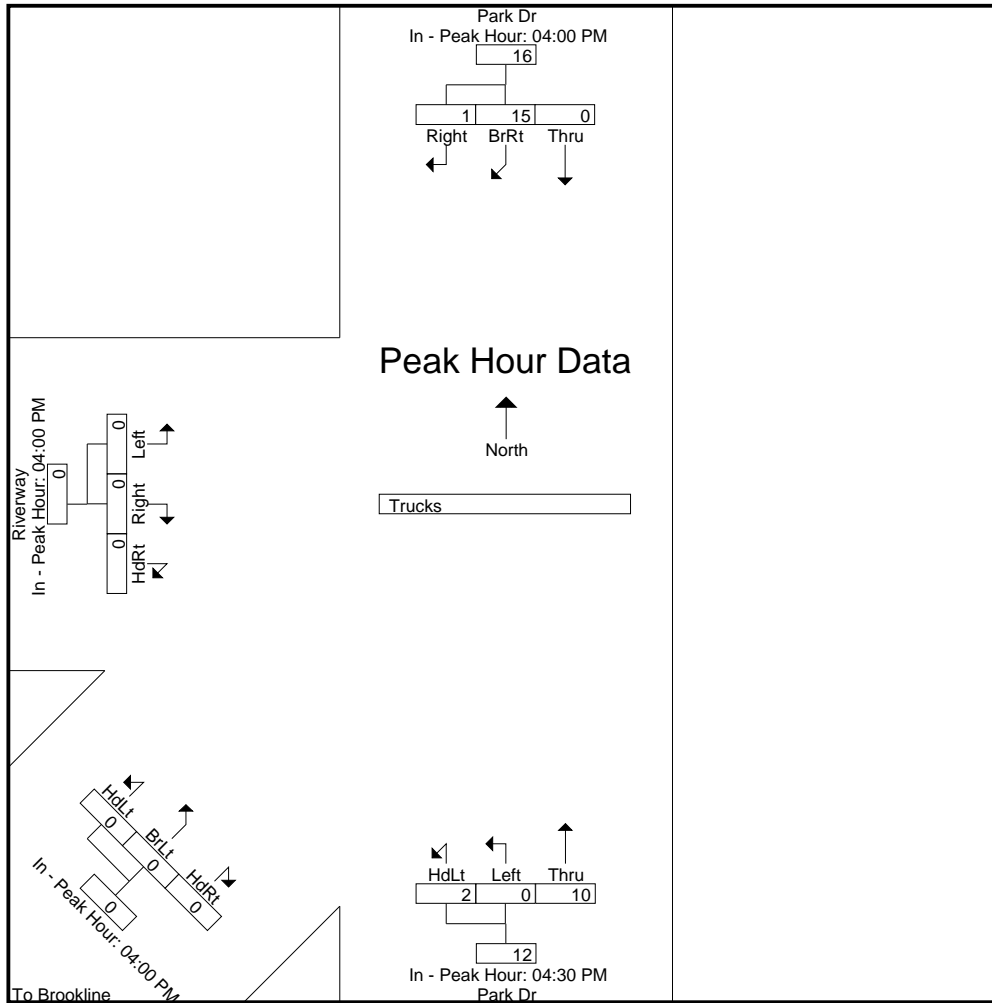 Park Dr
In - Peak Hour: 04:00 PM
16
1 15 0
Right BrRt Thru
Peak Hour Data
North
Trucks
Riverway
In - Peak Hour: 04:00 PM
0
0 0 0
Left Right HdRt
HdLt BrLt HdRt
0 0 0
0
In - Peak Hour: 04:00 PM
To Brookline
HdLt Left Thru
2 0 10
12
In - Peak Hour: 04:30 PM
Park Dr